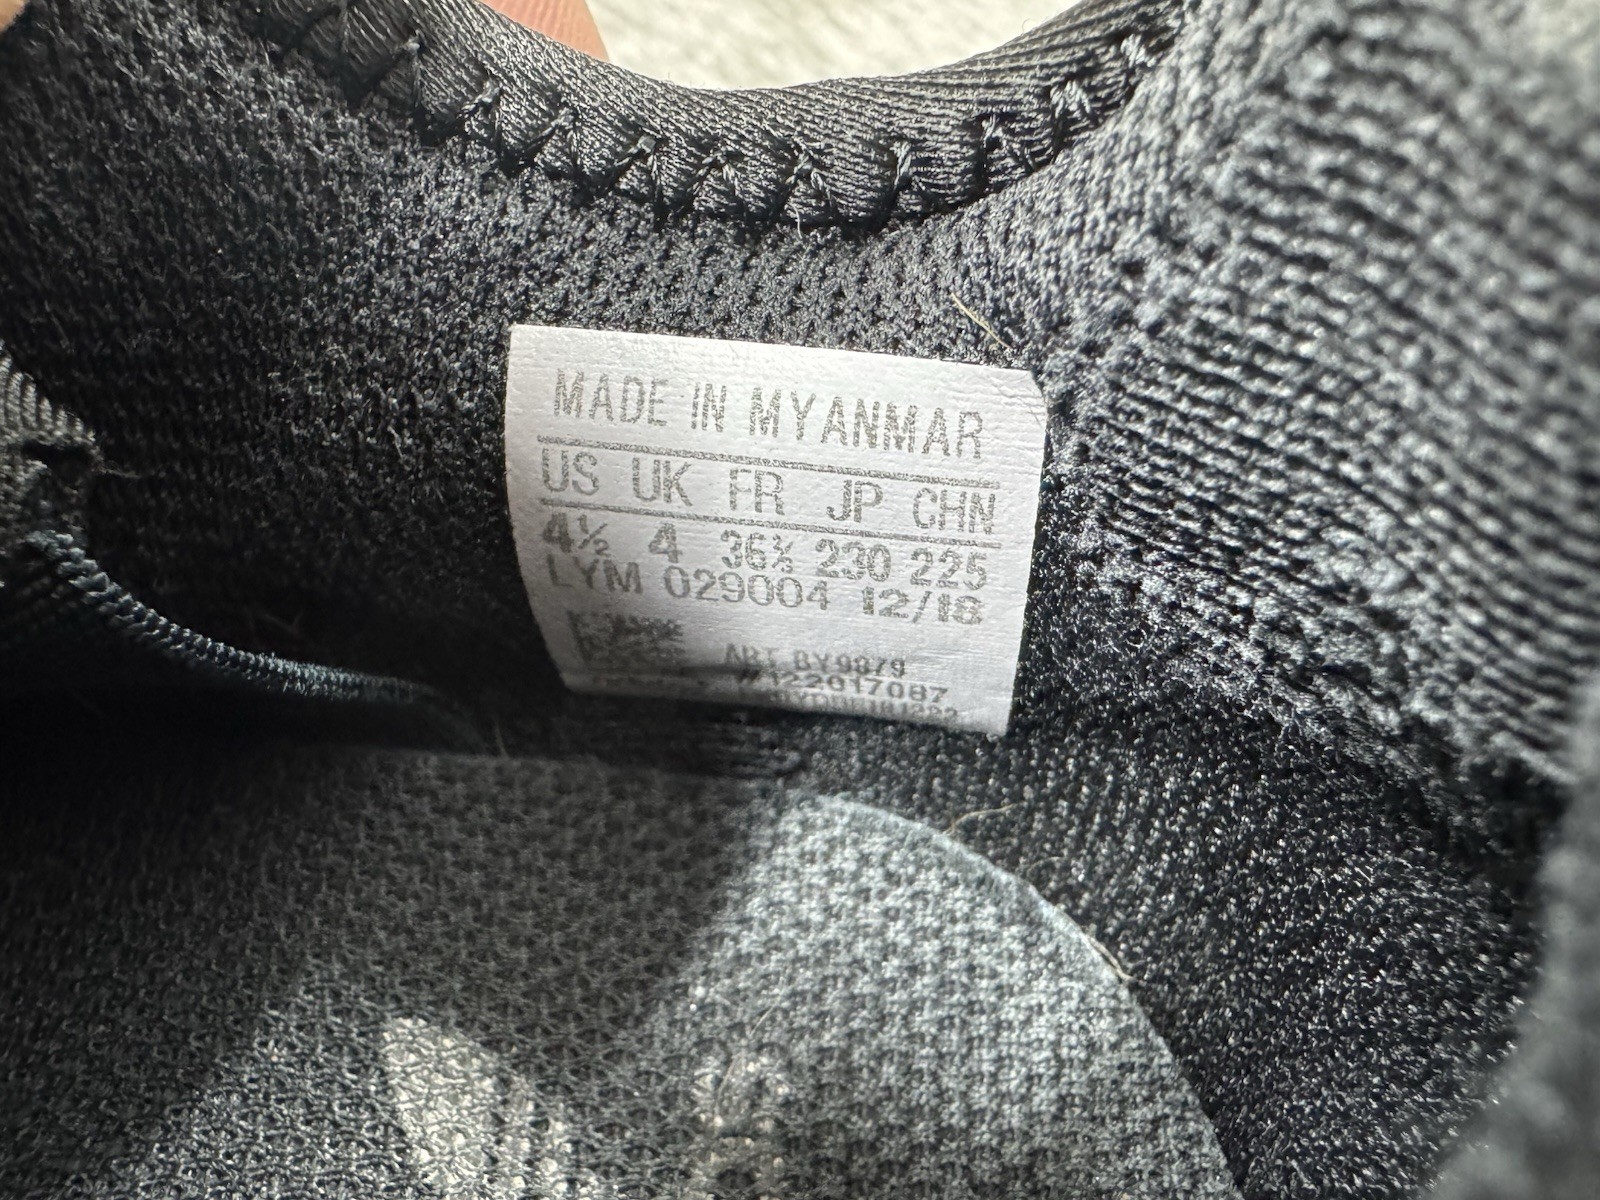 MADE IN MYANMAR
US UK FR JP CHN
4½ 4 36⅔ 230 225
LYM 029004 12/18
ART BY9879
#122017087